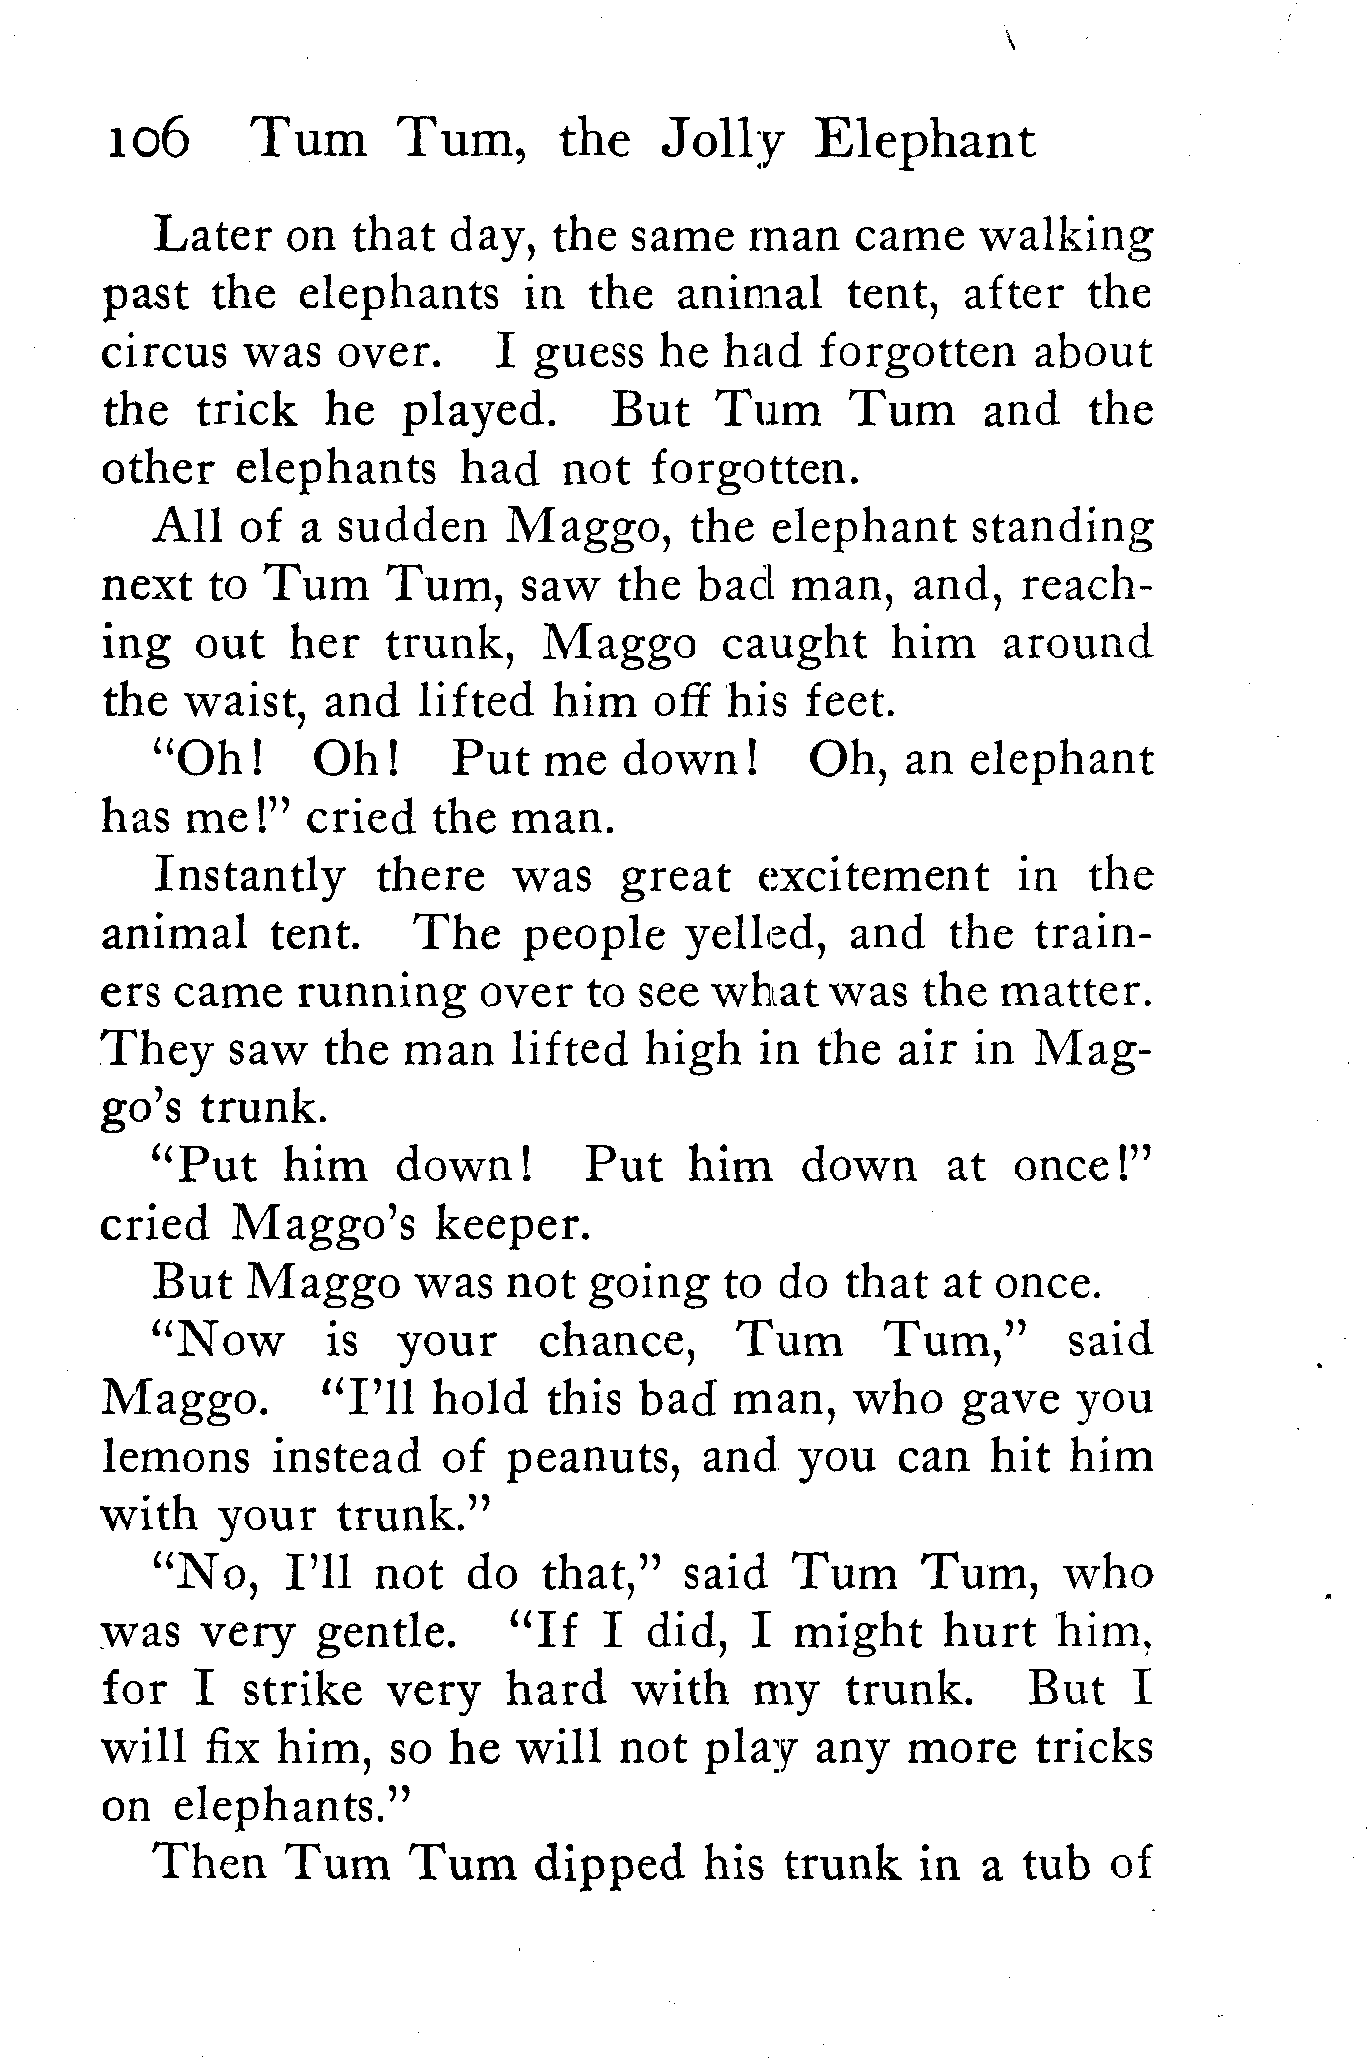 106 Tum Tum, the Jolly Elephant
Later on that day, the same man came walking
past the elephants in the animal tent, after the
circus was over. I guess he had forgotten about
the trick he played. But Tum Tum and the
other elephants had not forgotten.
All of a sudden Maggo, the elephant standing
next to Tum Tum, saw the bad man, and, reach-
ing out her trunk, Maggo caught him around
the waist, and lifted him off his feet.
"Oh! Oh! Put me down! Oh, an elephant
has me!" cried the man.
Instantly there was great excitement in the
animal tent. The people yelled, and the train-
ers came running over to see what was the matter.
They saw the man lifted high in the air in Mag-
go's trunk.
"Put him down! Put him down at once!"
cried Maggo's keeper.
But Maggo was not going to do that at once.
"Now is your chance, Tum Tum," said
Maggo. "I'll hold this bad man, who gave you
lemons instead of peanuts, and you can hit him
with your trunk."
"No, I'll not do that," said Tum Tum, who
was very gentle. "If I did, I might hurt him,
for I strike very hard with my trunk. But I
will fix him, so he will not play any more tricks
on elephants."
Then Tum Tum dipped his trunk in a tub of